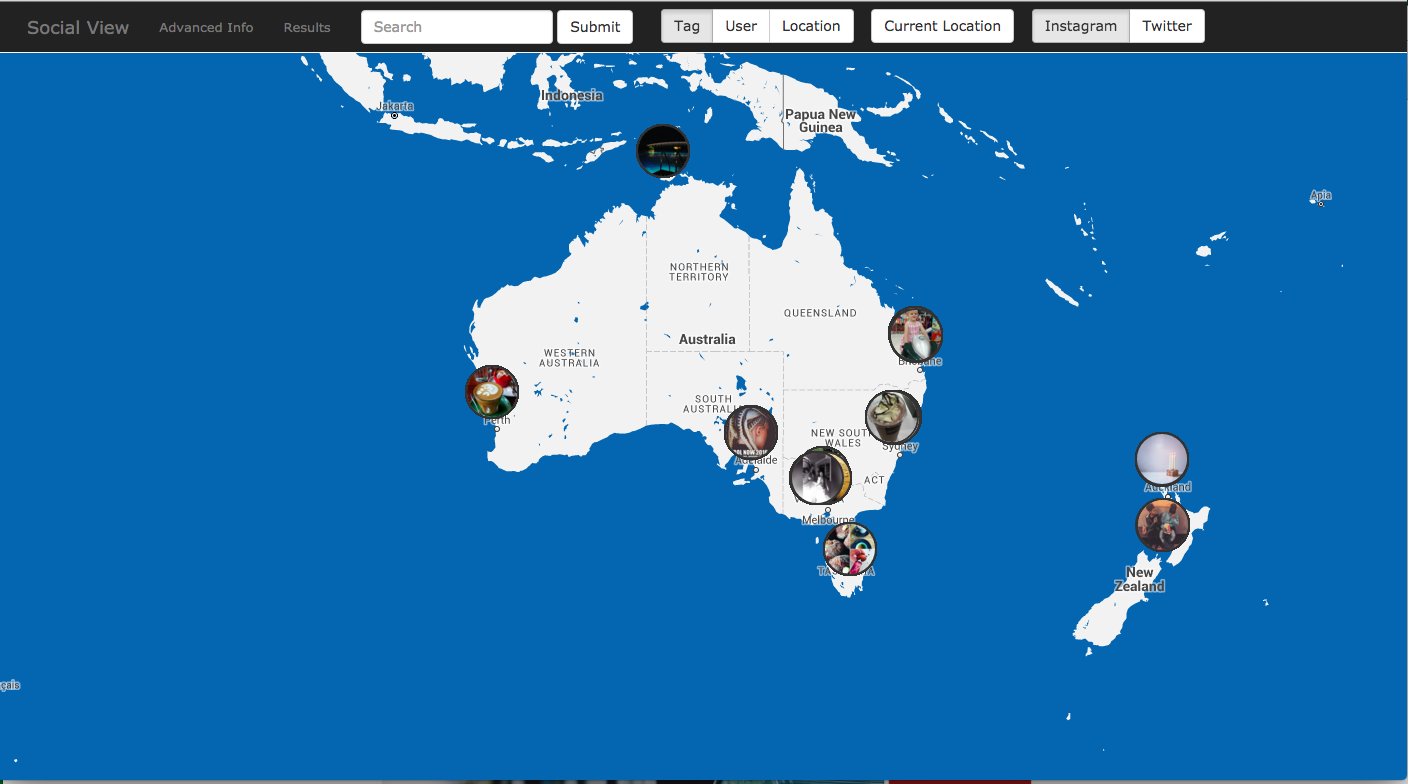 Social View
Advanced Info
Results
Search
Submit
Tag
User
Location
Current Location
Instagram
Twitter
Indonesia
Jakarta
Papua New
Guinea
Apia
NORTHERN
TERRITORY
QUEENSLAND
Australia
WESTERN
AUSTRALIA
Brisbane
SOUTH
AUSTRALIA
Perth
NEW SOUTH
WALES
Sydney
Adelaide
ACT
Auckland
Melbourne
TASMANIA
New
Zealand
çais